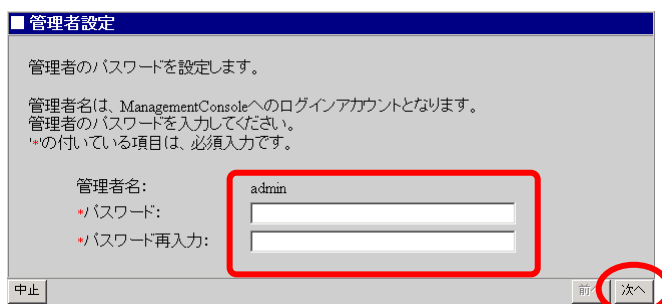 ■ 管理者設定
管理者のパスワードを設定します。
管理者名は、ManagementConsoleへのログインアカウントとなります。
管理者のパスワードを入力してください。
'*'の付いている項目は、必須入力です。
管理者名: admin
*パスワード:
*パスワード再入力:
中止 前へ 次へ